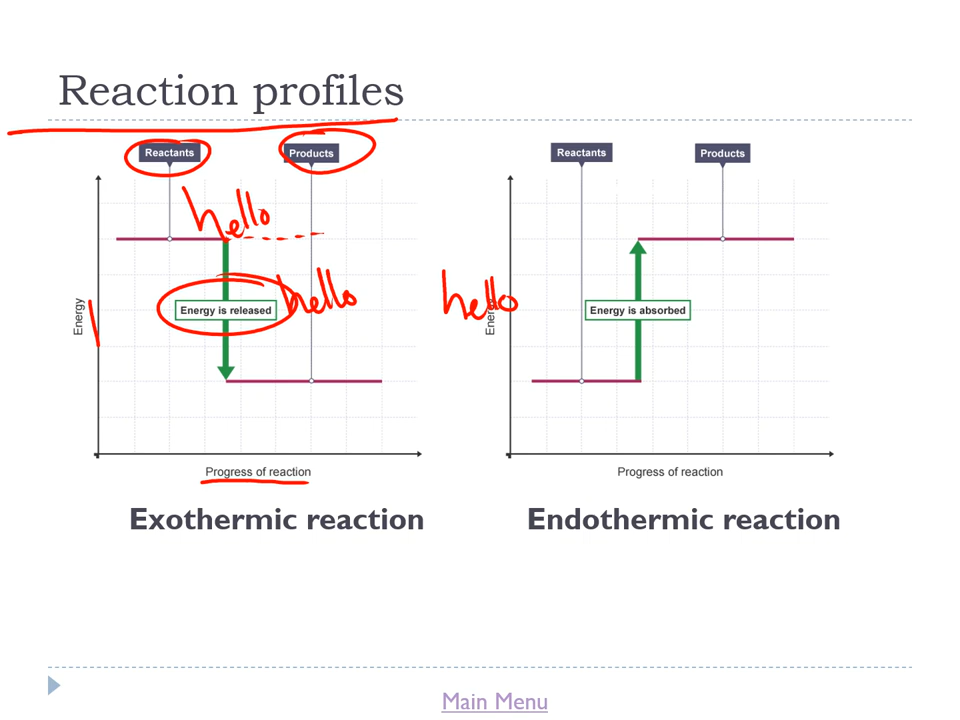 Reaction profiles
Reactants
Products
Reactants
Products
hello
hello
hello
Energy
Energy is released
Energy
Energy is absorbed
Progress of reaction
Progress of reaction
Exothermic reaction
Endothermic reaction
Main Menu